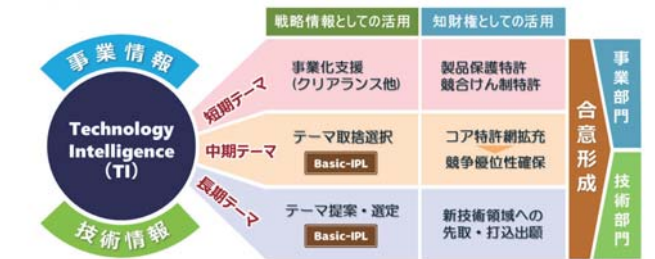 戦略情報としての活用
知財権としての活用
事業情報
Technology
Intelligence
(TI)
技術情報
短期テーマ
事業化支援
(クリアランス他)
製品保護特許
競合けん制特許
中期テーマ
テーマ取捨選択
Basic-IPL
コア特許網拡充
競争優位性確保
長期テーマ
テーマ提案・選定
Basic-IPL
新技術領域への
先取・打込出願
合意形成
事業部門
技術部門